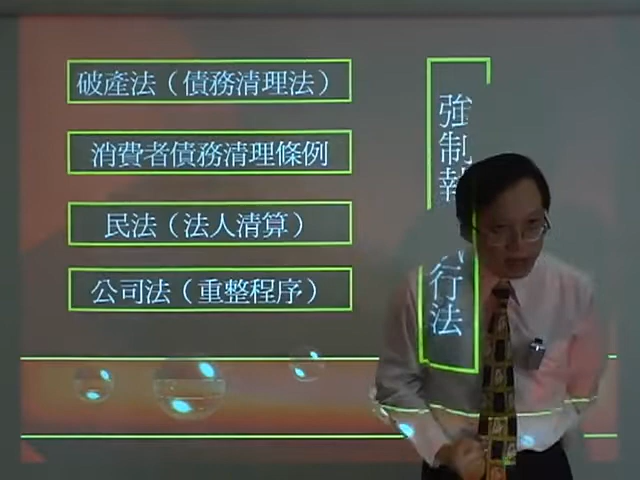 破產法（債務清理法）
消費者債務清理條例
民法（法人清算）
公司法（重整程序）
強制執行法